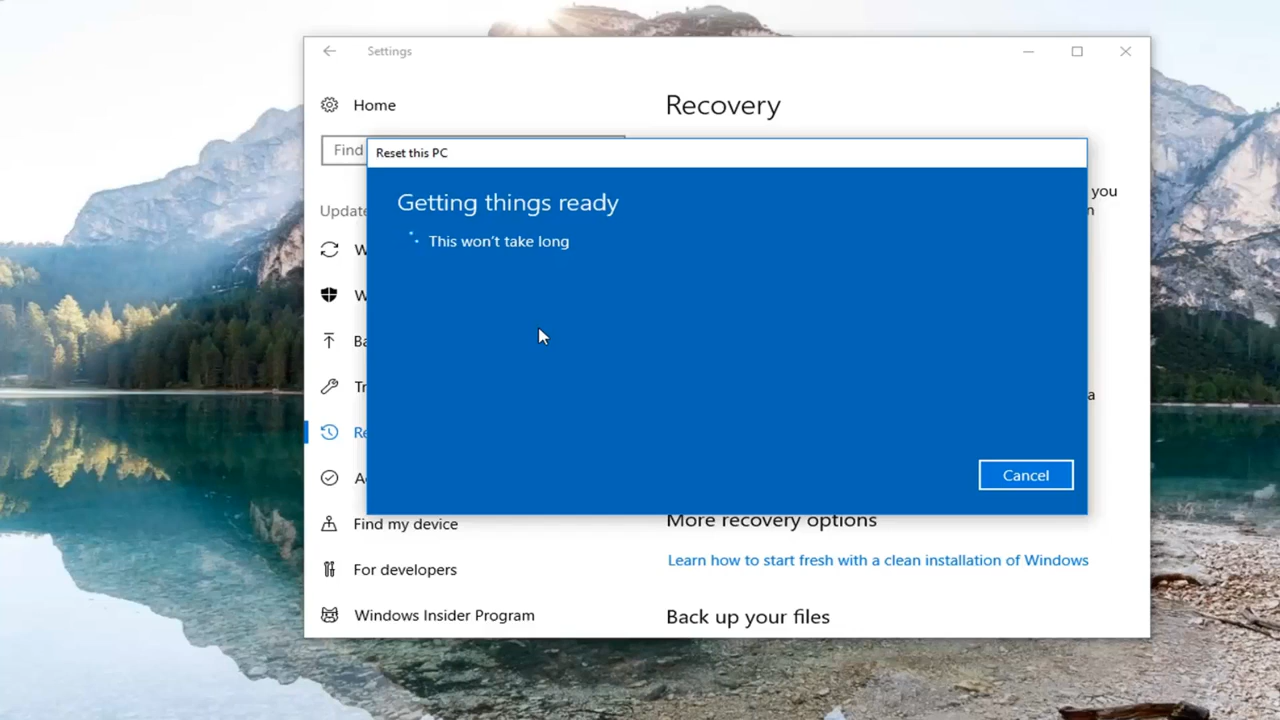 Settings
Home
Recovery
Find
Reset this PC
Getting things ready
This won't take long
you
Find my device
Cancel
More recovery options
Learn how to start fresh with a clean installation of Windows
For developers
Windows Insider Program
Back up your files